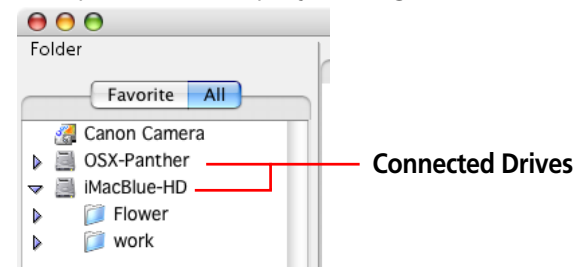 Folder
Favorite All
Canon Camera
OSX-Panther
Connected Drives
iMacBlue-HD
Flower
work